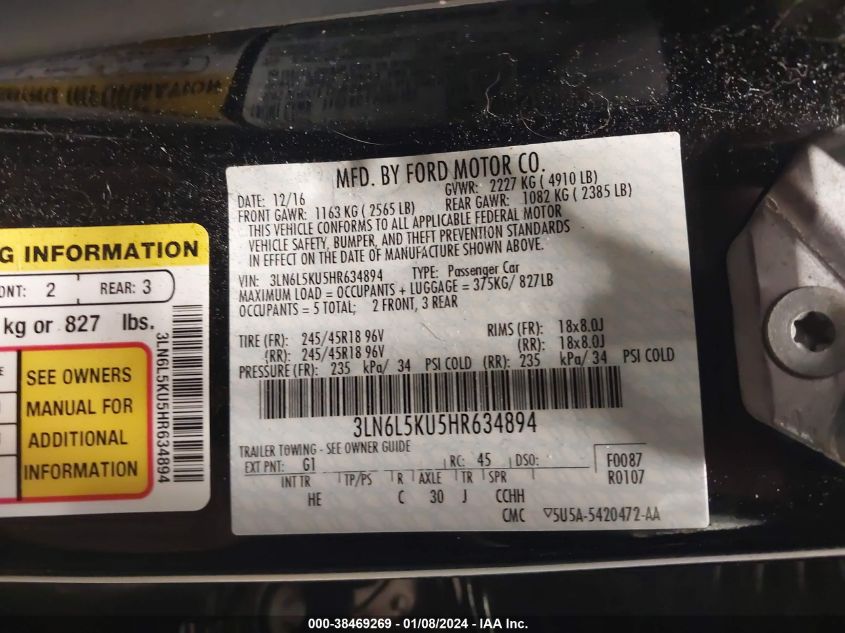 MFD. BY FORD MOTOR CO.
DATE: 12/16 GVWR: 2227 KG ( 4910 LB)
FRONT GAWR: 1163 KG ( 2565 LB) REAR GAWR: 1082 KG ( 2385 LB)
THIS VEHICLE CONFORMS TO ALL APPLICABLE FEDERAL MOTOR
VEHICLE SAFETY, BUMPER, AND THEFT PREVENTION STANDARDS
IN EFFECT ON THE DATE OF MANUFACTURE SHOWN ABOVE.
VIN: 3LN6L5KU5HR634894 TYPE: Passenger Car
MAXIMUM LOAD = OCCUPANTS + LUGGAGE = 375KG/ 827LB
OCCUPANTS = 5 TOTAL; 2 FRONT, 3 REAR
TIRE (FR): 245/45R18 96V RIMS (FR): 18x8.0J
(RR): 245/45R18 96V (RR): 18x8.0J
PRESSURE (FR): 235 kPa/ 34 PSI COLD (RR): 235 kPa/ 34 PSI COLD
3LN6L5KU5HR634894
TRAILER TOWING - SEE OWNER GUIDE
EXT PNT: G1 RC: 45 DSO: F0087
R0107
INT TR TP/PS R AXLE TR SPR
HE C 30 J CCHH
CMC ▽5U5A-5420472-AA
G INFORMATION
ONT: 2 REAR: 3
kg or 827 lbs.
SEE OWNERS
MANUAL FOR
ADDITIONAL
INFORMATION
3LN6L5KU5HR634894
000-38469269 - 01/08/2024 - IAA Inc.